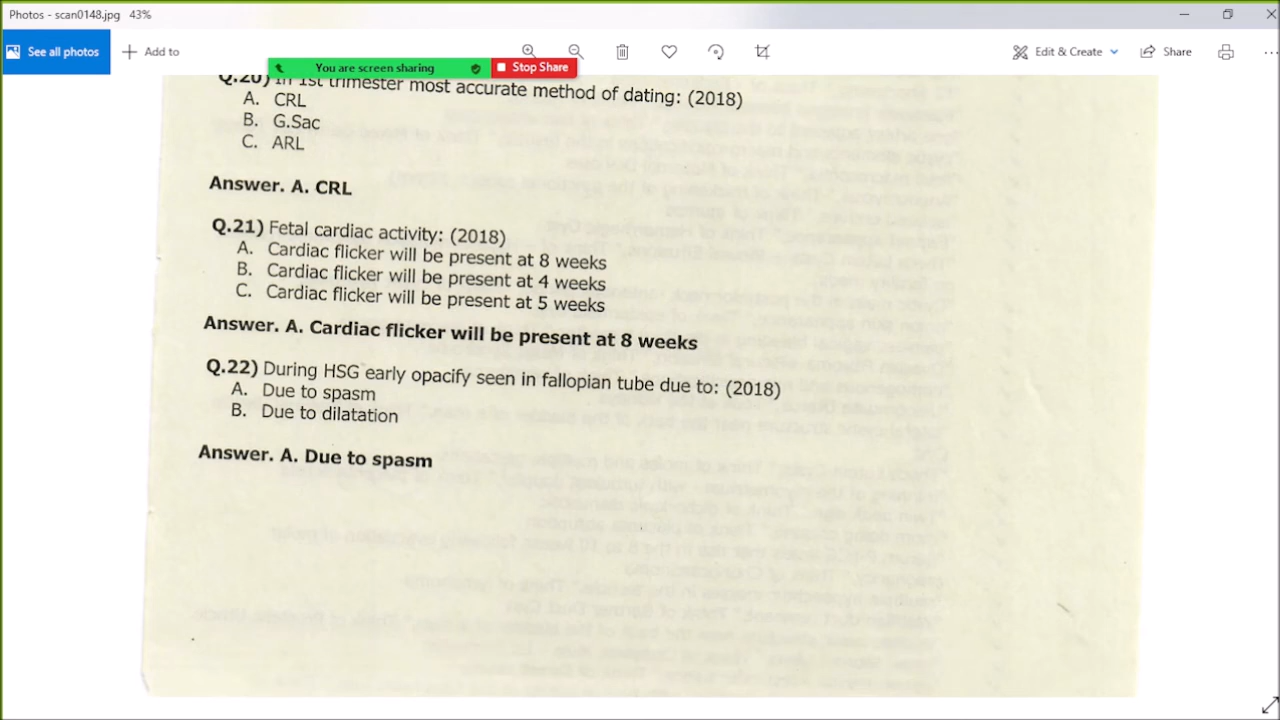 Photos - scan0148.jpg 43%
See all photos
Add to
Edit & Create
Share
You are screen sharing
Stop Share
Q.20) In 1st trimester most accurate method of dating: (2018)
A. CRL
B. G.Sac
C. ARL
Answer. A. CRL
Q.21) Fetal cardiac activity: (2018)
A. Cardiac flicker will be present at 8 weeks
B. Cardiac flicker will be present at 4 weeks
C. Cardiac flicker will be present at 5 weeks
Answer. A. Cardiac flicker will be present at 8 weeks
Q.22) During HSG early opacify seen in fallopian tube due to: (2018)
A. Due to spasm
B. Due to dilatation
Answer. A. Due to spasm